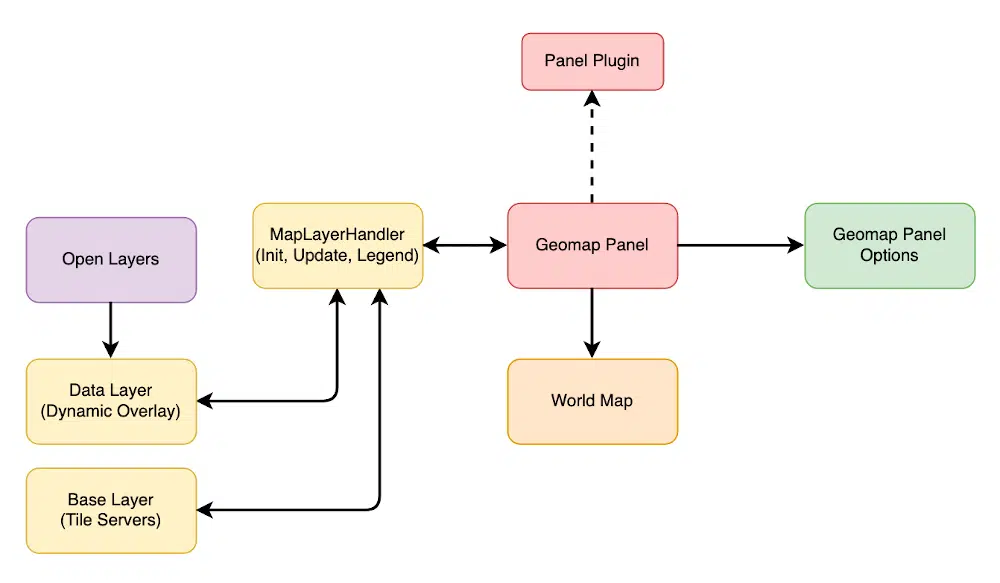 Panel Plugin
Open Layers
MapLayerHandler
(Init, Update, Legend)
Geomap Panel
Geomap Panel
Options
Data Layer
(Dynamic Overlay)
World Map
Base Layer
(Tile Servers)